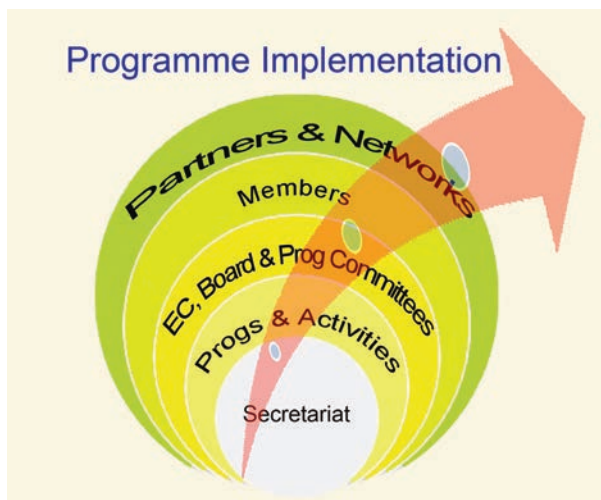 Programme Implementation
Partners & Networks
Members
EC, Board & Prog Committees
Progs & Activities
Secretariat